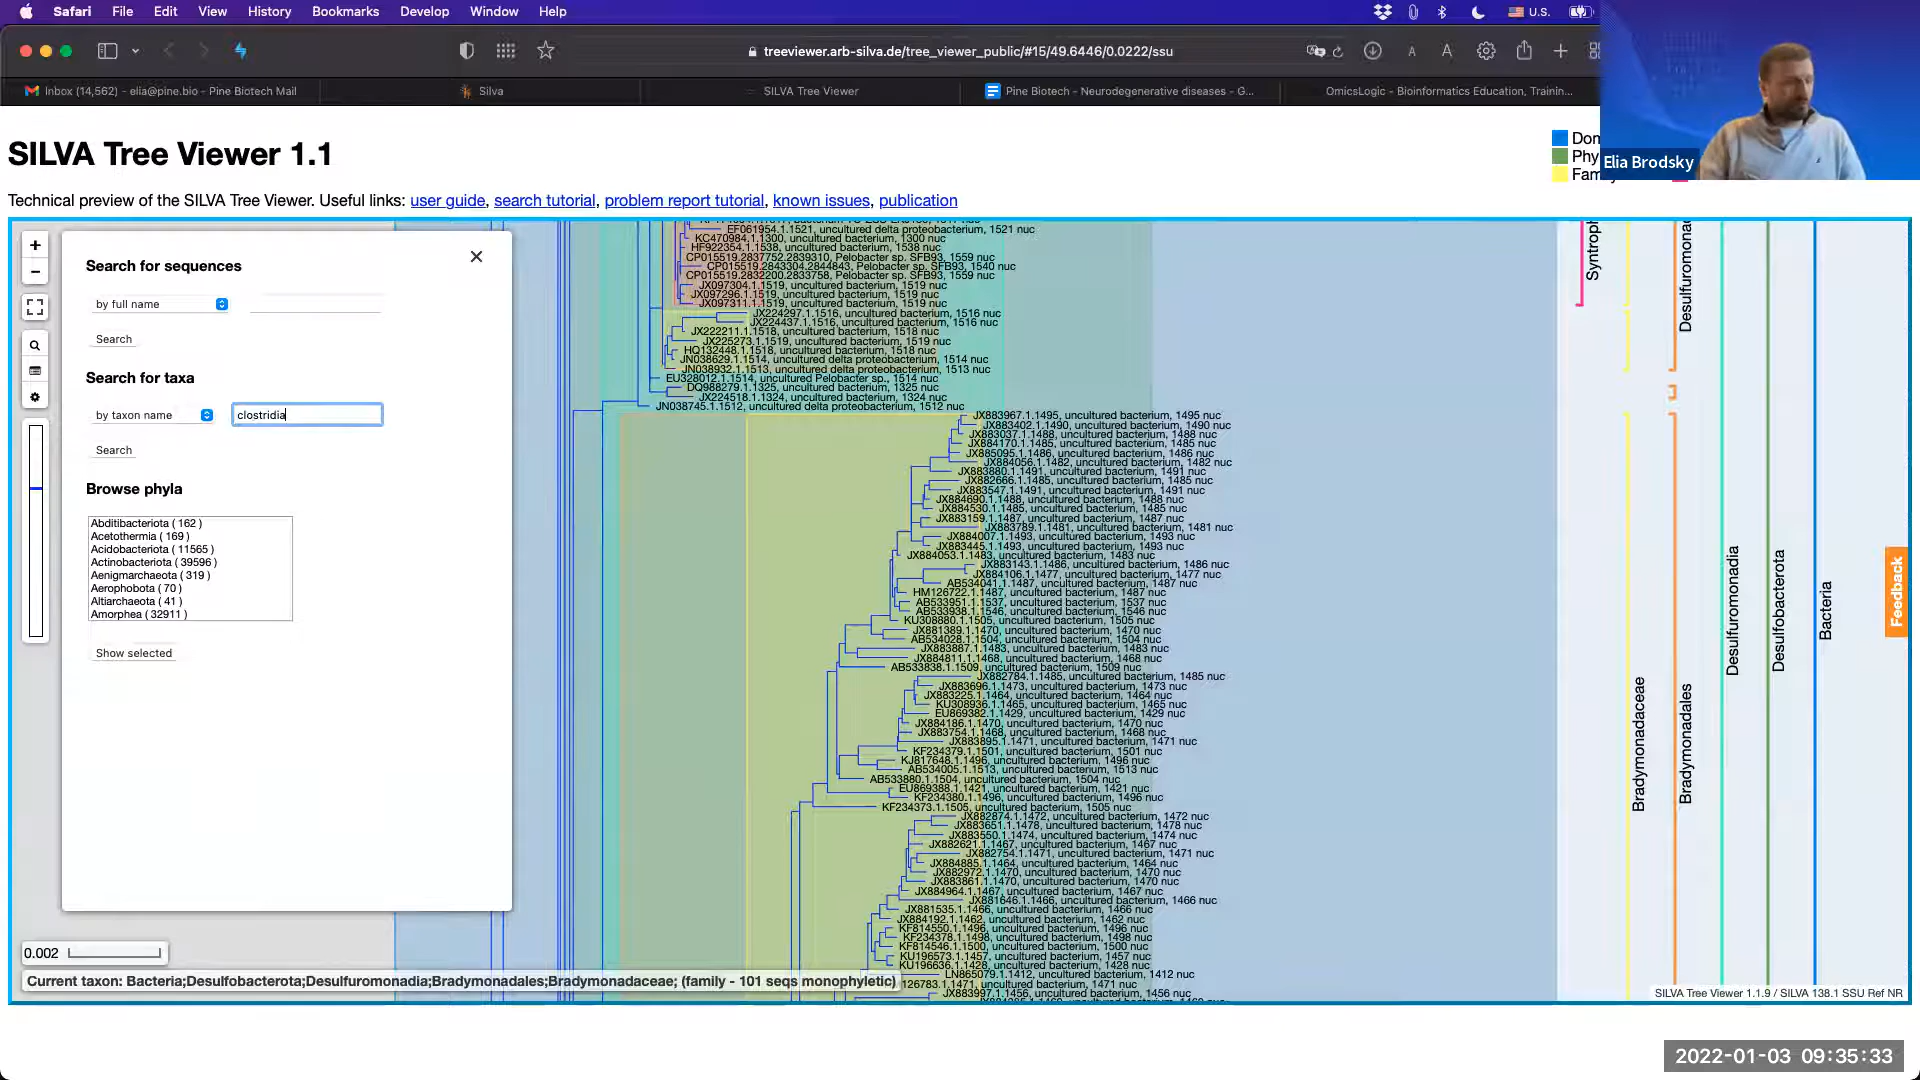 Safari File Edit View History Bookmarks Develop Window Help U.S.
treeviewer.arb-silva.de/tree_viewer_public/#15/49.6446/0.0222/ssu
Inbox (14,562) - elia@pine.bio - Pine Biotech Mail
Silva
SILVA Tree Viewer
Pine Biotech - Neurodegenerative diseases - G...
OmicsLogic - Bioinformatics Education, Trainin...
Elia Brodsky
SILVA Tree Viewer 1.1
Technical preview of the SILVA Tree Viewer. Useful links: user guide, search tutorial, problem report tutorial, known issues, publication
+
−
Search for sequences
by full name
Search
Search for taxa
by taxon name
clostridia
Search
Browse phyla
Abditibacteriota ( 162 )
Acetothermia ( 169 )
Acidobacteriota ( 11565 )
Actinobacteriota ( 39596 )
Aenigmarchaeota ( 319 )
Aerophobota ( 70 )
Altiarchaeota ( 41 )
Amorphea ( 32911 )
Show selected
EF061954.1.1521, uncultured delta proteobacterium, 1521 nuc
KC470984.1.1300, uncultured bacterium, 1300 nuc
HF922354.1.1538, uncultured bacterium, 1538 nuc
CP015519.2837752.2839310, Pelobacter sp. SFB93, 1559 nuc
CP015519.2843304.2844843, Pelobacter sp. SFB93, 1540 nuc
CP015519.2832200.2833758, Pelobacter sp. SFB93, 1559 nuc
JX097304.1.1519, uncultured bacterium, 1519 nuc
JX097296.1.1519, uncultured bacterium, 1519 nuc
JX097311.1.1519, uncultured bacterium, 1519 nuc
JX224297.1.1516, uncultured bacterium, 1516 nuc
JX224437.1.1516, uncultured bacterium, 1516 nuc
JX222211.1.1518, uncultured bacterium, 1518 nuc
JX225273.1.1519, uncultured bacterium, 1519 nuc
HQ132448.1.1518, uncultured bacterium, 1518 nuc
JN038629.1.1514, uncultured delta proteobacterium, 1514 nuc
JN038932.1.1513, uncultured delta proteobacterium, 1513 nuc
EU328012.1.1514, uncultured Pelobacter sp., 1514 nuc
DQ988279.1.1325, uncultured bacterium, 1325 nuc
JX224518.1.1324, uncultured bacterium, 1324 nuc
JN038745.1.1512, uncultured delta proteobacterium, 1512 nuc
JX883967.1.1495, uncultured bacterium, 1495 nuc
JX883402.1.1490, uncultured bacterium, 1490 nuc
JX883037.1.1488, uncultured bacterium, 1488 nuc
JX884170.1.1485, uncultured bacterium, 1485 nuc
JX885095.1.1486, uncultured bacterium, 1486 nuc
JX884056.1.1482, uncultured bacterium, 1482 nuc
JX883880.1.1491, uncultured bacterium, 1491 nuc
JX882666.1.1485, uncultured bacterium, 1485 nuc
JX883547.1.1491, uncultured bacterium, 1491 nuc
JX884690.1.1488, uncultured bacterium, 1488 nuc
JX884530.1.1485, uncultured bacterium, 1485 nuc
JX883159.1.1487, uncultured bacterium, 1487 nuc
JX883789.1.1481, uncultured bacterium, 1481 nuc
JX884007.1.1493, uncultured bacterium, 1493 nuc
JX883445.1.1493, uncultured bacterium, 1493 nuc
JX884053.1.1483, uncultured bacterium, 1483 nuc
JX883143.1.1486, uncultured bacterium, 1486 nuc
JX884106.1.1477, uncultured bacterium, 1477 nuc
AB534041.1.1487, uncultured bacterium, 1487 nuc
HM126722.1.1487, uncultured bacterium, 1487 nuc
AB533951.1.1537, uncultured bacterium, 1537 nuc
AB533938.1.1546, uncultured bacterium, 1546 nuc
KU308880.1.1505, uncultured bacterium, 1505 nuc
JX881389.1.1470, uncultured bacterium, 1470 nuc
AB534028.1.1504, uncultured bacterium, 1504 nuc
JX883887.1.1483, uncultured bacterium, 1483 nuc
JX884811.1.1468, uncultured bacterium, 1468 nuc
AB533838.1.1509, uncultured bacterium, 1509 nuc
JX882784.1.1485, uncultured bacterium, 1485 nuc
JX883696.1.1473, uncultured bacterium, 1473 nuc
JX883225.1.1464, uncultured bacterium, 1464 nuc
KU308936.1.1465, uncultured bacterium, 1465 nuc
EU869382.1.1429, uncultured bacterium, 1429 nuc
JX884186.1.1470, uncultured bacterium, 1470 nuc
JX883754.1.1468, uncultured bacterium, 1468 nuc
JX883895.1.1471, uncultured bacterium, 1471 nuc
KF234379.1.1501, uncultured bacterium, 1501 nuc
KJ817648.1.1496, uncultured bacterium, 1496 nuc
AB534005.1.1513, uncultured bacterium, 1513 nuc
AB533880.1.1504, uncultured bacterium, 1504 nuc
EU869388.1.1421, uncultured bacterium, 1421 nuc
KF234380.1.1496, uncultured bacterium, 1496 nuc
KF234373.1.1505, uncultured bacterium, 1505 nuc
JX882874.1.1472, uncultured bacterium, 1472 nuc
JX883651.1.1478, uncultured bacterium, 1478 nuc
JX883550.1.1474, uncultured bacterium, 1474 nuc
JX882621.1.1467, uncultured bacterium, 1467 nuc
JX882754.1.1471, uncultured bacterium, 1471 nuc
JX884885.1.1464, uncultured bacterium, 1464 nuc
JX882972.1.1470, uncultured bacterium, 1470 nuc
JX883861.1.1470, uncultured bacterium, 1470 nuc
JX884964.1.1467, uncultured bacterium, 1467 nuc
JX881646.1.1466, uncultured bacterium, 1466 nuc
JX881535.1.1466, uncultured bacterium, 1466 nuc
JX884192.1.1462, uncultured bacterium, 1462 nuc
KF814550.1.1496, uncultured bacterium, 1496 nuc
KF234378.1.1498, uncultured bacterium, 1498 nuc
KF814546.1.1500, uncultured bacterium, 1500 nuc
KU196573.1.1457, uncultured bacterium, 1457 nuc
KU196636.1.1428, uncultured bacterium, 1428 nuc
LN865079.1.1412, uncultured bacterium, 1412 nuc
126783.1.1471, uncultured bacterium, 1471 nuc
JX883997.1.1456, uncultured bacterium, 1456 nuc
Dom
Phy
Fam
Syntroph
Desulfuromona
Bradymonadaceae
Bradymonadales
Desulfuromonadia
Desulfobacterota
Bacteria
Feedback
0.002
Current taxon: Bacteria;Desulfobacterota;Desulfuromonadia;Bradymonadales;Bradymonadaceae; (family - 101 seqs monophyletic)
SILVA Tree Viewer 1.1.9 / SILVA 138.1 SSU Ref NR
2022-01-03 09:35:33